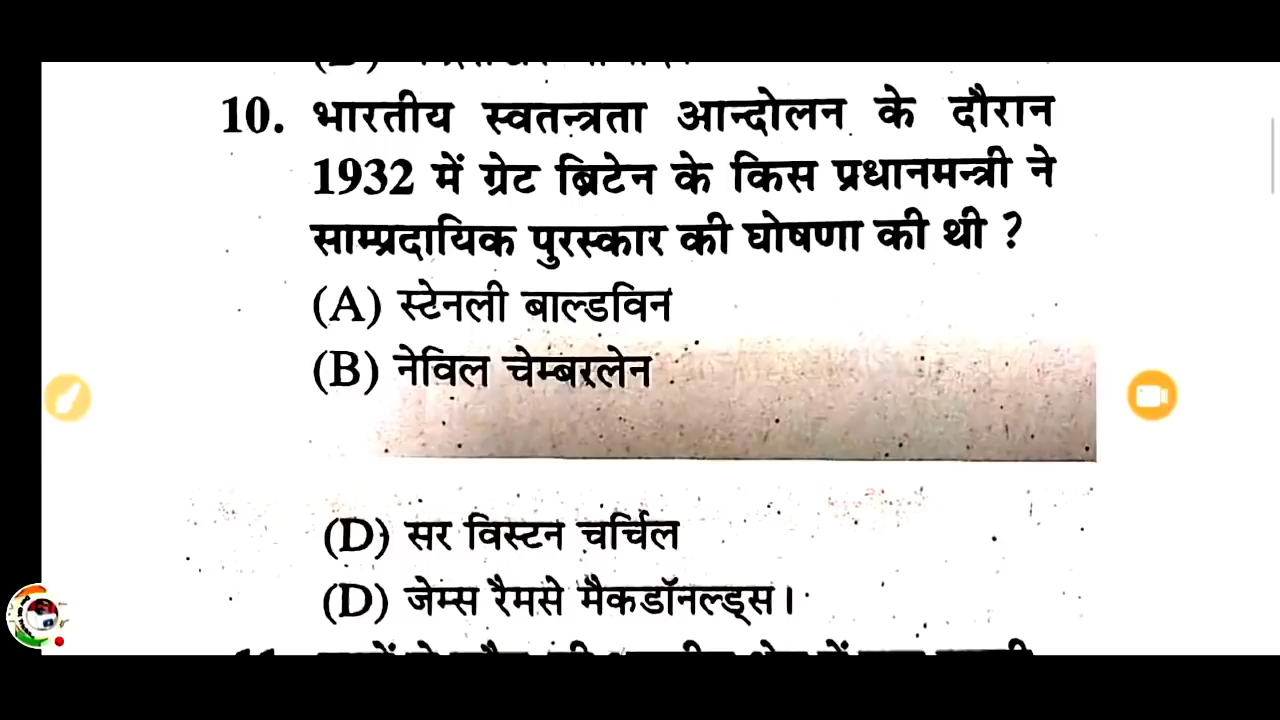 10. भारतीय स्वतन्त्रता आन्दोलन के दौरान
1932 में ग्रेट ब्रिटेन के किस प्रधानमन्त्री ने
साम्प्रदायिक पुरस्कार की घोषणा की थी ?
(A) स्टेनली बाल्डविन
(B) नेविल चेम्बरलेन
(D) सर विस्टन चर्चिल
(D) जेम्स रैमसे मैकडॉनल्ड्स।